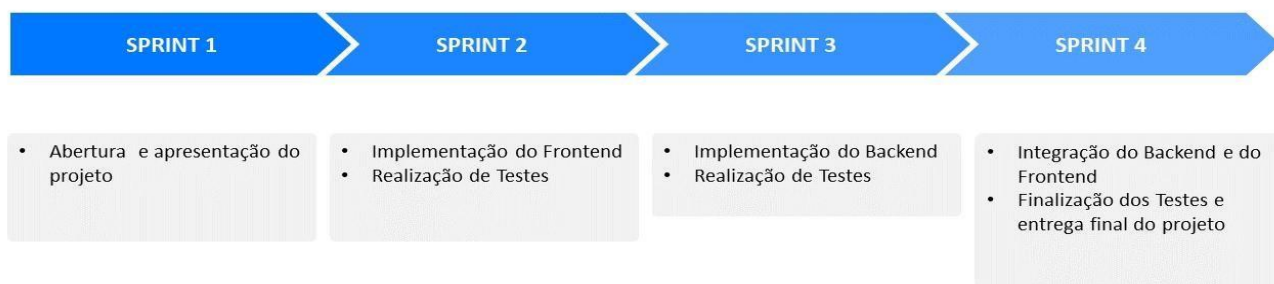 SPRINT 1
SPRINT 2
SPRINT 3
SPRINT 4
• Abertura e apresentação do
projeto
• Implementação do Frontend
• Realização de Testes
• Implementação do Backend
• Realização de Testes
• Integração do Backend e do
Frontend
• Finalização dos Testes e
entrega final do projeto